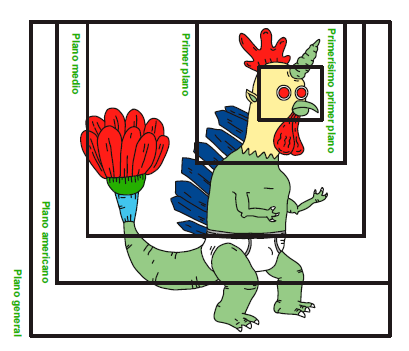 Plano general
Plano americano
Plano medio
Primer plano
Primerísimo primer plano